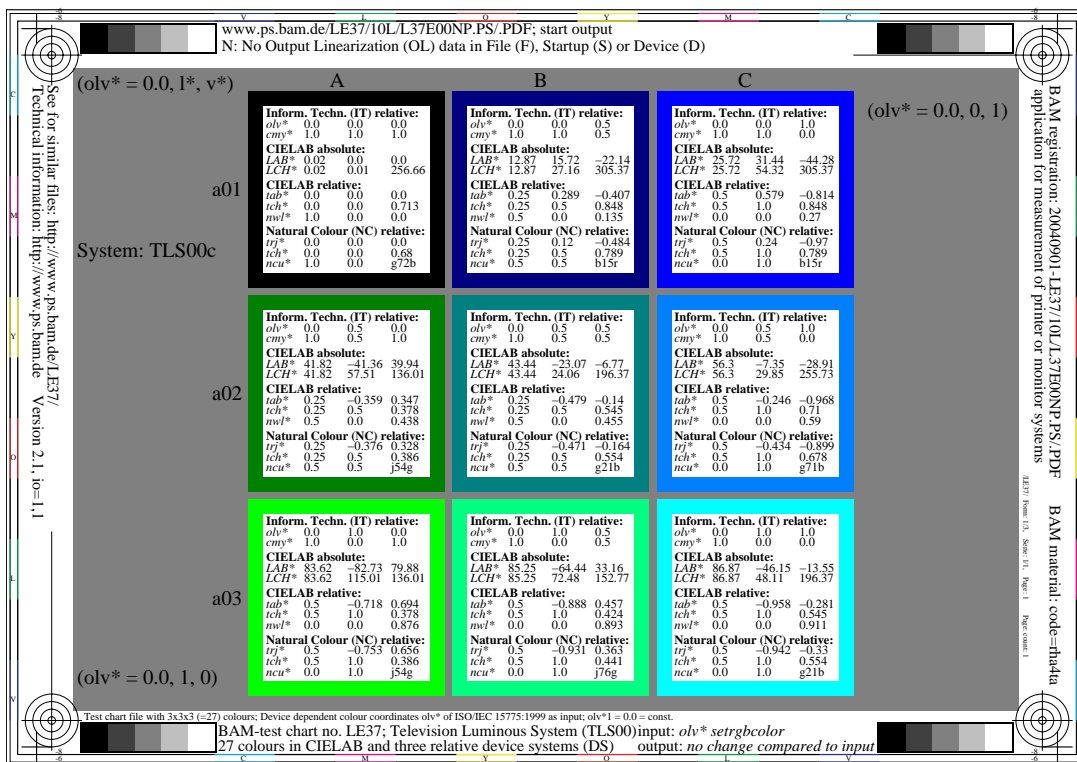 www.ps.bam.de/LE37/10L/L37E00NP.PS/.PDF; start output
N: No Output Linearization (OL) data in File (F), Startup (S) or Device (D)
(olv* = 0.0, l*, v*)
A
B
C
(olv* = 0.0, 0, 1)
a01
Inform. Techn. (IT) relative:
olv* 0.0 0.0 0.0
cmy* 1.0 1.0 1.0
CIELAB absolute:
LAB* 0.02 0.0 0.0
LCH* 0.02 0.01 256.66
CIELAB relative:
tab* 0.0 0.0 0.0
tch* 0.0 0.0 0.713
nwl* 1.0 0.0 0.0
Natural Colour (NC) relative:
trj* 0.0 0.0 0.0
tch* 0.0 0.0 0.68
ncu* 1.0 0.0 g72b
Inform. Techn. (IT) relative:
olv* 0.0 0.0 0.5
cmy* 1.0 1.0 0.5
CIELAB absolute:
LAB* 12.87 15.72 −22.14
LCH* 12.87 27.16 305.37
CIELAB relative:
tab* 0.25 0.289 −0.407
tch* 0.25 0.5 0.848
nwl* 0.5 0.0 0.135
Natural Colour (NC) relative:
trj* 0.25 0.12 −0.484
tch* 0.25 0.5 0.789
ncu* 0.5 0.5 b15r
Inform. Techn. (IT) relative:
olv* 0.0 0.0 1.0
cmy* 1.0 1.0 0.0
CIELAB absolute:
LAB* 25.72 31.44 −44.28
LCH* 25.72 54.32 305.37
CIELAB relative:
tab* 0.5 0.579 −0.814
tch* 0.5 1.0 0.848
nwl* 0.0 0.0 0.27
Natural Colour (NC) relative:
trj* 0.5 0.24 −0.97
tch* 0.5 1.0 0.789
ncu* 0.0 1.0 b15r
System: TLS00c
a02
Inform. Techn. (IT) relative:
olv* 0.0 0.5 0.0
cmy* 1.0 0.5 1.0
CIELAB absolute:
LAB* 41.82 −41.36 39.94
LCH* 41.82 57.51 136.01
CIELAB relative:
tab* 0.25 −0.359 0.347
tch* 0.25 0.5 0.378
nwl* 0.5 0.0 0.438
Natural Colour (NC) relative:
trj* 0.25 −0.376 0.328
tch* 0.25 0.5 0.386
ncu* 0.5 0.5 j54g
Inform. Techn. (IT) relative:
olv* 0.0 0.5 0.5
cmy* 1.0 0.5 0.5
CIELAB absolute:
LAB* 43.44 −23.07 −6.77
LCH* 43.44 24.06 196.37
CIELAB relative:
tab* 0.25 −0.479 −0.14
tch* 0.25 0.5 0.545
nwl* 0.5 0.0 0.455
Natural Colour (NC) relative:
trj* 0.25 −0.471 −0.164
tch* 0.25 0.5 0.554
ncu* 0.5 0.5 g21b
Inform. Techn. (IT) relative:
olv* 0.0 0.5 1.0
cmy* 1.0 0.5 0.0
CIELAB absolute:
LAB* 56.3 −7.35 −28.91
LCH* 56.3 29.85 255.73
CIELAB relative:
tab* 0.5 −0.246 −0.968
tch* 0.5 1.0 0.71
nwl* 0.0 0.0 0.59
Natural Colour (NC) relative:
trj* 0.5 −0.434 −0.899
tch* 0.5 1.0 0.678
ncu* 0.0 1.0 g71b
a03
Inform. Techn. (IT) relative:
olv* 0.0 1.0 0.0
cmy* 1.0 0.0 1.0
CIELAB absolute:
LAB* 83.62 −82.73 79.88
LCH* 83.62 115.01 136.01
CIELAB relative:
tab* 0.5 −0.718 0.694
tch* 0.5 1.0 0.378
nwl* 0.0 0.0 0.876
Natural Colour (NC) relative:
trj* 0.5 −0.753 0.656
tch* 0.5 1.0 0.386
ncu* 0.0 1.0 j54g
Inform. Techn. (IT) relative:
olv* 0.0 1.0 0.5
cmy* 1.0 0.0 0.5
CIELAB absolute:
LAB* 85.25 −64.44 33.16
LCH* 85.25 72.48 152.77
CIELAB relative:
tab* 0.5 −0.888 0.457
tch* 0.5 1.0 0.424
nwl* 0.0 0.0 0.893
Natural Colour (NC) relative:
trj* 0.5 −0.931 0.363
tch* 0.5 1.0 0.441
ncu* 0.0 1.0 j76g
Inform. Techn. (IT) relative:
olv* 0.0 1.0 1.0
cmy* 1.0 0.0 0.0
CIELAB absolute:
LAB* 86.87 −46.15 −13.55
LCH* 86.87 48.11 196.37
CIELAB relative:
tab* 0.5 −0.958 −0.281
tch* 0.5 1.0 0.545
nwl* 0.0 0.0 0.911
Natural Colour (NC) relative:
trj* 0.5 −0.942 −0.33
tch* 0.5 1.0 0.554
ncu* 0.0 1.0 g21b
(olv* = 0.0, 1, 0)
Test chart file with 3x3x3 (=27) colours; Device dependent colour coordinates olv* of ISO/IEC 15775:1999 as input; olv*1 = 0.0 = const.
BAM-test chart no. LE37; Television Luminous System (TLS00) input: olv* setrgbcolor
27 colours in CIELAB and three relative device systems (DS) output: no change compared to input
See for similar files: http://www.ps.bam.de/LE37/
Technical information: http://www.ps.bam.de Version 2.1, io=1,1
BAM registration: 20040901-LE37/10L/L37E00NP.PS/.PDF BAM material: code=rha4ta
application for measurement of printer or monitor systems
/LE37/ Form: 1/3, Serie: 1/1, Page: 1 Page count: 1